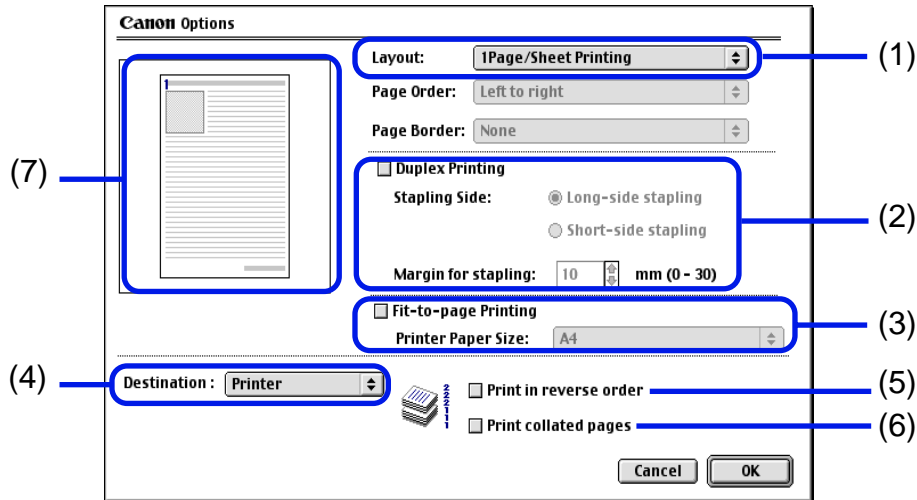 Canon Options
Layout: 1Page/Sheet Printing
(1)
Page Order: Left to right
Page Border: None
1
(7)
Duplex Printing
Stapling Side: Long-side stapling
Short-side stapling
(2)
Margin for stapling: 10 mm (0 - 30)
Fit-to-page Printing
Printer Paper Size: A4
(3)
(4)
Destination : Printer
222111
Print in reverse order
(5)
Print collated pages
(6)
Cancel OK